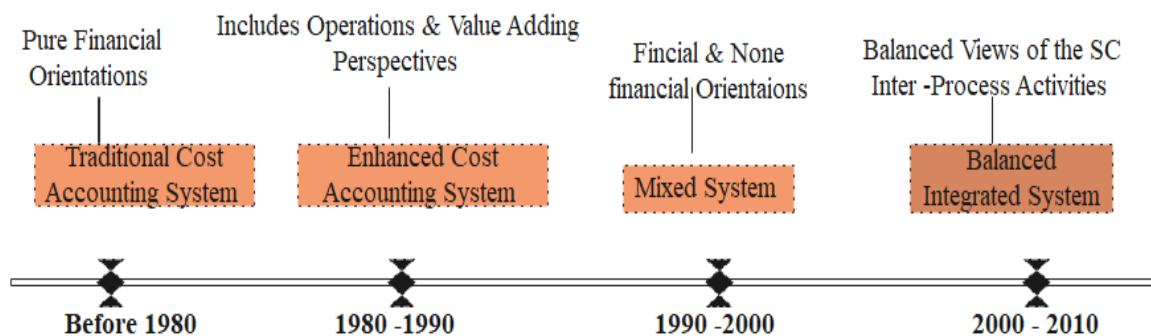 Pure Financial
Orientations
Includes Operations & Value Adding
Perspectives
Fincial & None
financial Orientaions
Balanced Views of the SC
Inter -Process Activities
Traditional Cost
Accounting System
Enhanced Cost
Accounting System
Mixed System
Balanced
Integrated System
Before 1980
1980 -1990
1990 -2000
2000 - 2010